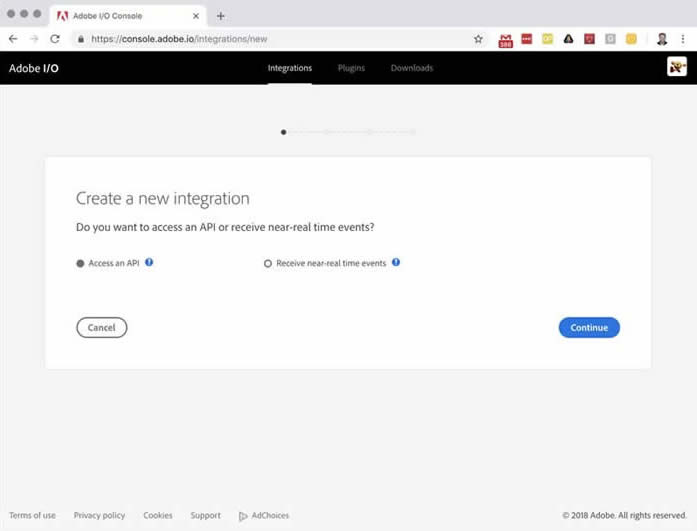 Adobe I/O Console
https://console.adobe.io/integrations/new
388
Adobe I/O
Integrations Plugins Downloads
Create a new integration
Do you want to access an API or receive near-real time events?
Access an API Receive near-real time events
Cancel Continue
Terms of use Privacy policy Cookies Support AdChoices © 2018 Adobe. All rights reserved.